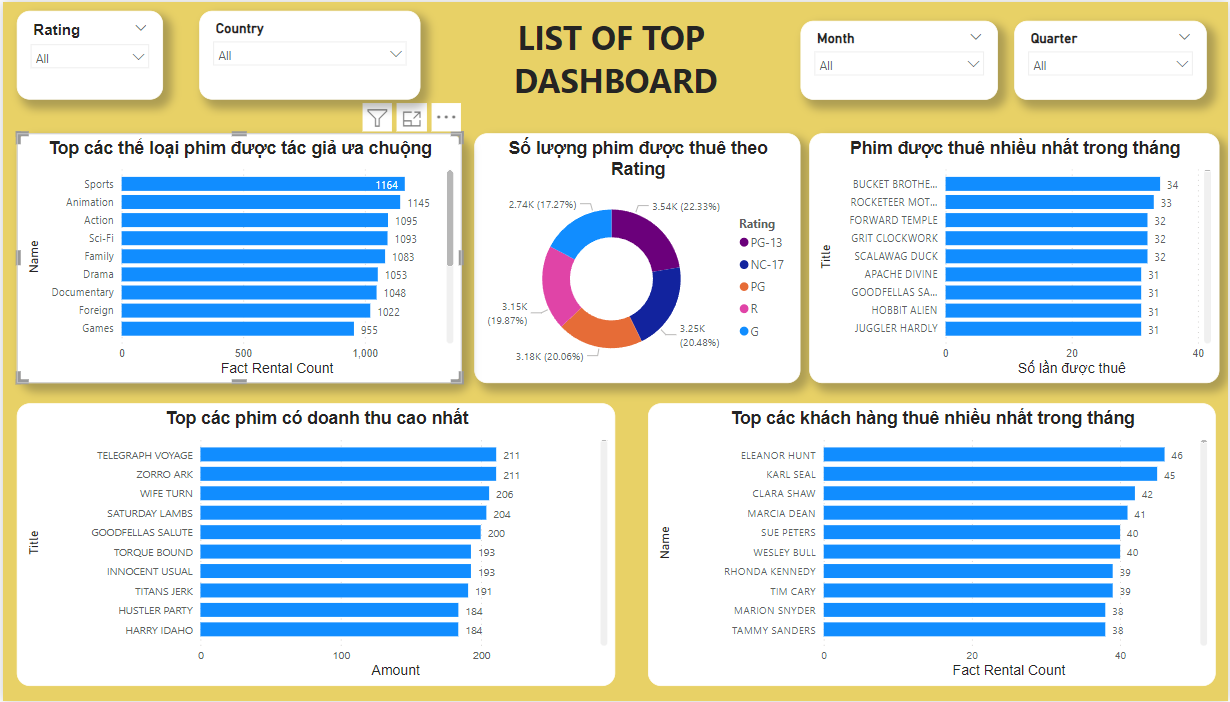 Rating
All
Country
All
LIST OF TOP
DASHBOARD
Month
All
Quarter
All
Top các thể loại phim được tác giả ưa chuộng
Name
Sports
1164
Animation
1145
Action
1095
Sci-Fi
1093
Family
1083
Drama
1053
Documentary
1048
Foreign
1022
Games
955
0
500
1,000
Fact Rental Count
Số lượng phim được thuê theo
Rating
2.74K (17.27%)
3.54K (22.33%)
3.15K
(19.87%)
3.18K (20.06%)
3.25K
(20.48%)
Rating
PG-13
NC-17
PG
R
G
Phim được thuê nhiều nhất trong tháng
Title
BUCKET BROTHE...
34
ROCKETEER MOT...
33
FORWARD TEMPLE
32
GRIT CLOCKWORK
32
SCALAWAG DUCK
32
APACHE DIVINE
31
GOODFELLAS SA...
31
HOBBIT ALIEN
31
JUGGLER HARDLY
31
0
20
40
Số lần được thuê
Top các phim có doanh thu cao nhất
Title
TELEGRAPH VOYAGE
211
ZORRO ARK
211
WIFE TURN
206
SATURDAY LAMBS
204
GOODFELLAS SALUTE
200
TORQUE BOUND
193
INNOCENT USUAL
193
TITANS JERK
191
HUSTLER PARTY
184
HARRY IDAHO
184
0
100
200
Amount
Top các khách hàng thuê nhiều nhất trong tháng
Name
ELEANOR HUNT
46
KARL SEAL
45
CLARA SHAW
42
MARCIA DEAN
41
SUE PETERS
40
WESLEY BULL
40
RHONDA KENNEDY
39
TIM CARY
39
MARION SNYDER
38
TAMMY SANDERS
38
0
20
40
Fact Rental Count